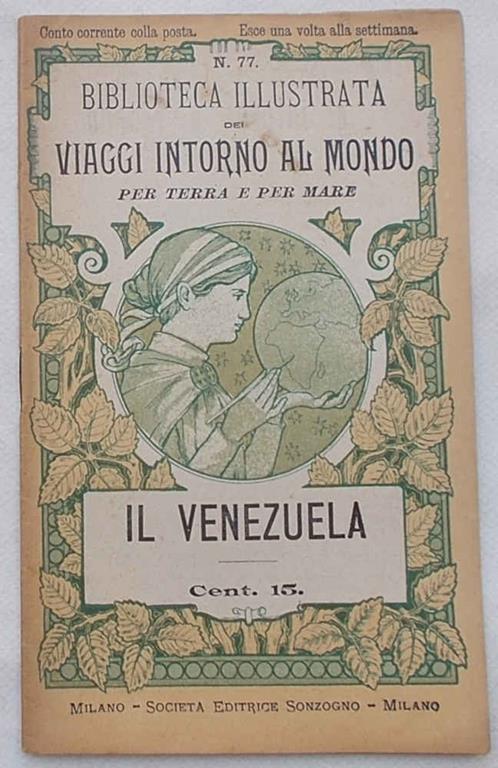 Conto corrente colla posta. Esce una volta alla settimana.
N. 77.
BIBLIOTECA ILLUSTRATA
DEI
VIAGGI INTORNO AL MONDO
PER TERRA E PER MARE
IL VENEZUELA
Cent. 15.
MILANO - SOCIETÀ EDITRICE SONZOGNO - MILANO